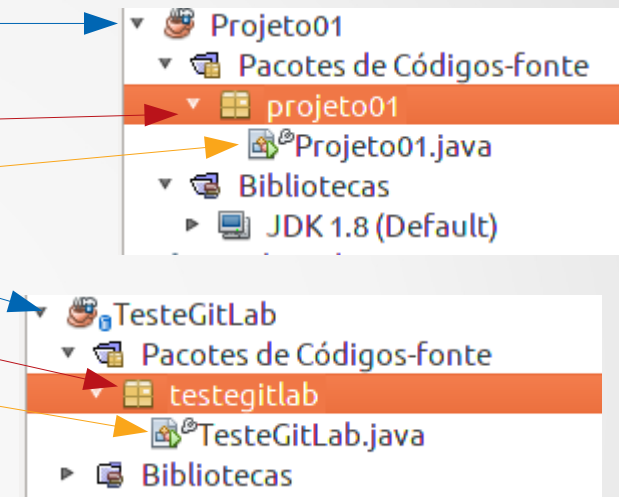 Projeto01
Pacotes de Códigos-fonte
projeto01
Projeto01.java
Bibliotecas
JDK 1.8 (Default)
TesteGitLab
Pacotes de Códigos-fonte
testegitlab
TesteGitLab.java
Bibliotecas